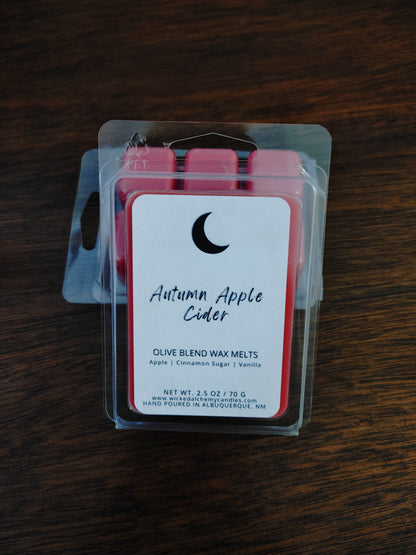 PET
Autumn Apple
Cider
OLIVE BLEND WAX MELTS
Apple | Cinnamon Sugar | Vanilla
NET WT. 2.5 OZ / 70 G
www.wickedalchemycandles.com
HAND POURED IN ALBUQUERQUE, NM